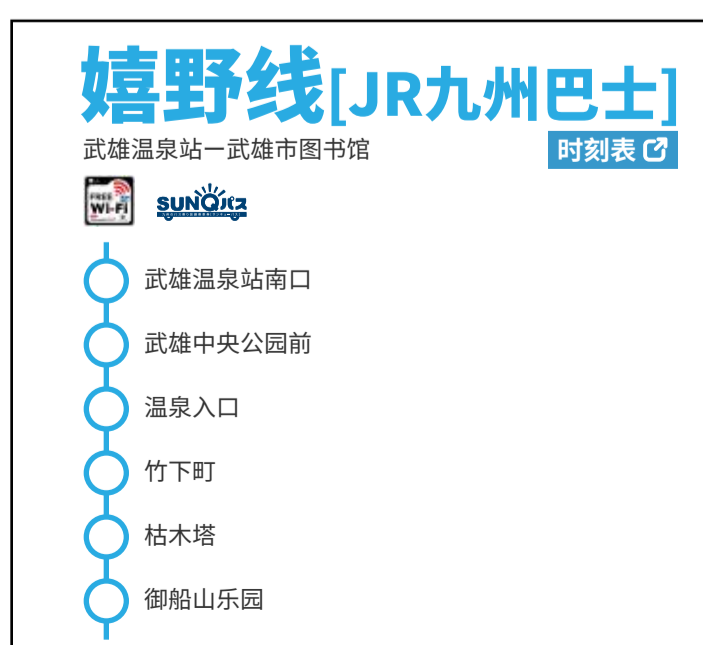 嬉野线[JR九州巴士]
武雄温泉站ー武雄市图书馆
时刻表
FREE
Wi-Fi
SUNQパス
武雄温泉站南口
武雄中央公园前
温泉入口
竹下町
枯木塔
御船山乐园